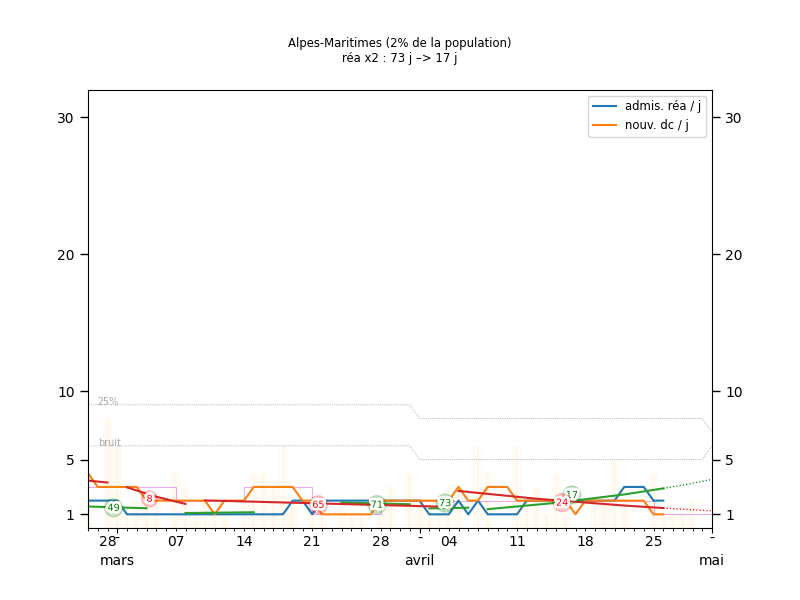 Alpes-Maritimes (2% de la population)
réa x2 : 73 j –> 17 j
admis. réa / j
nouv. dc / j
30
30
20
20
10
10
25%
bruit
5
5
1
1
49
8
65
71
73
24
17
28 07 14 21 28 04 11 18 25
mars avril mai